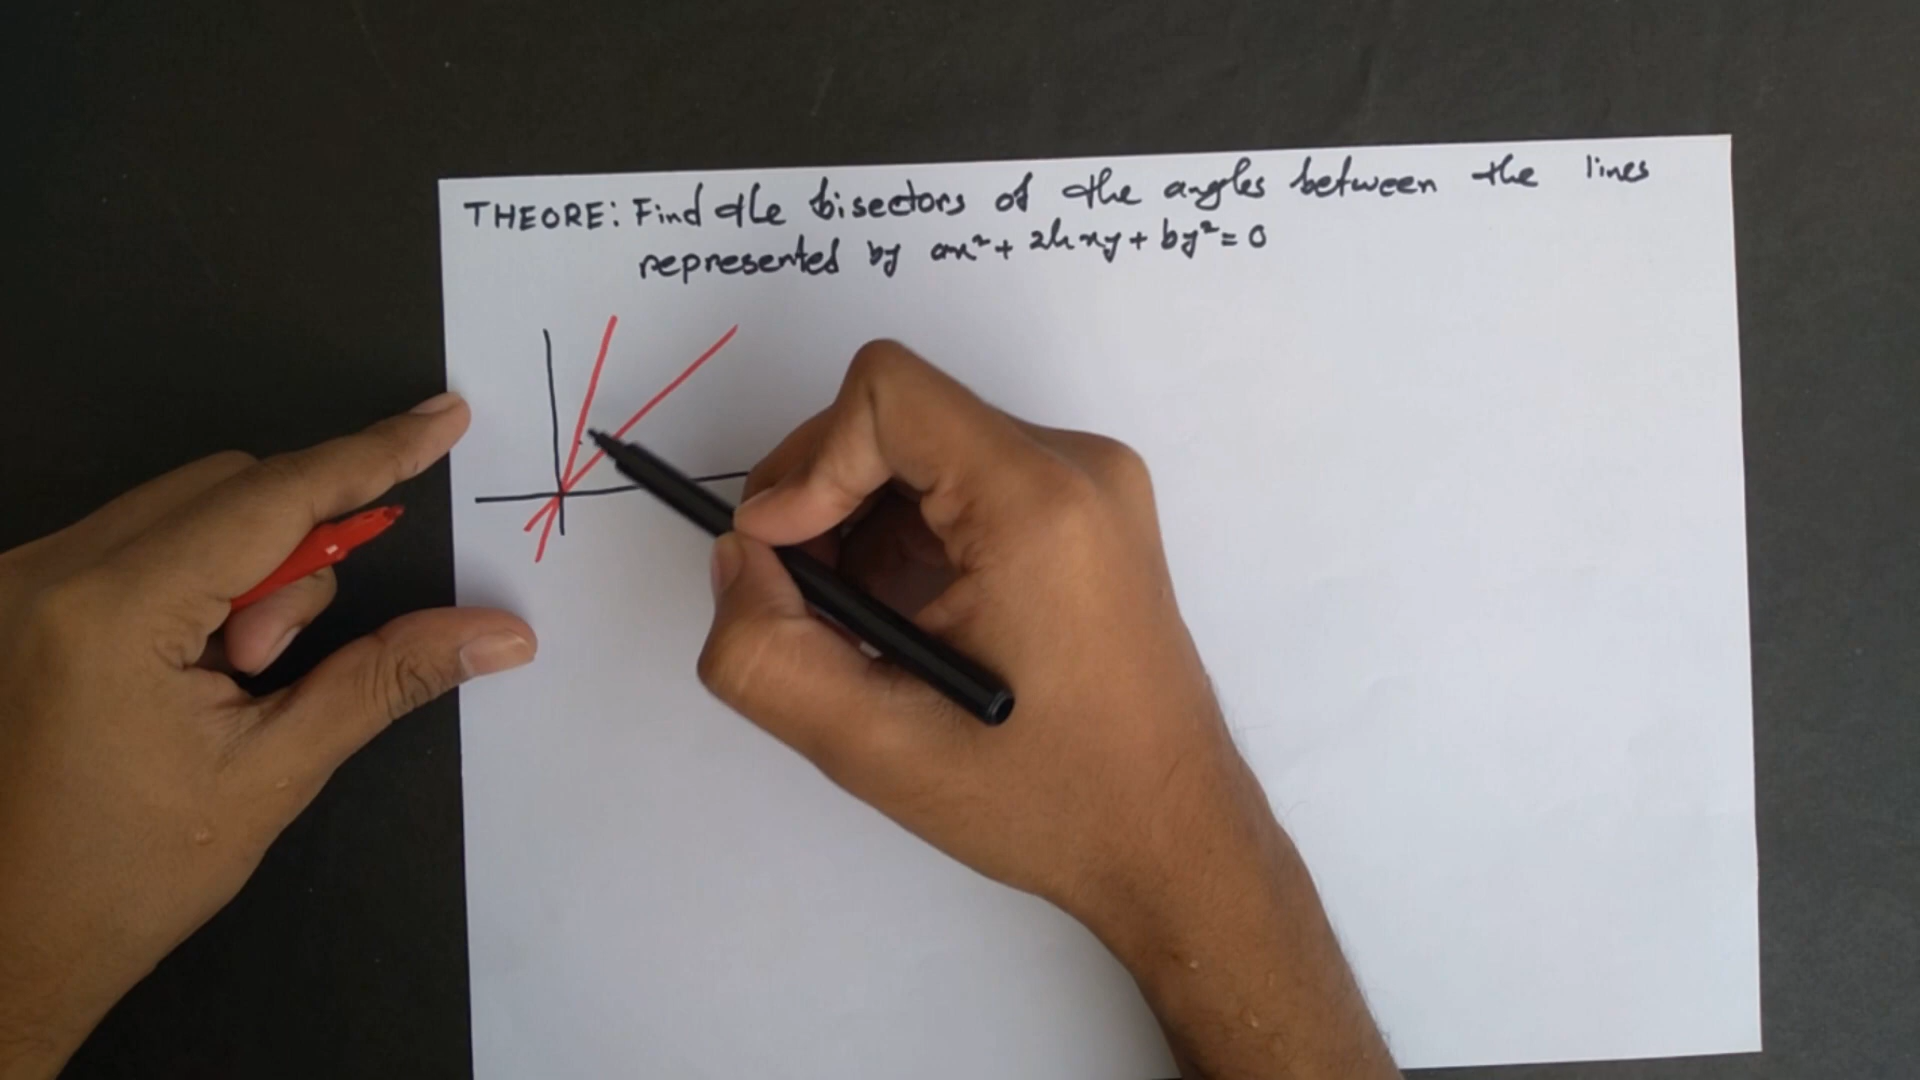 THEORE: Find the bisectors of the angles between the lines
represented by ax²+ 2hxy + by² = 0